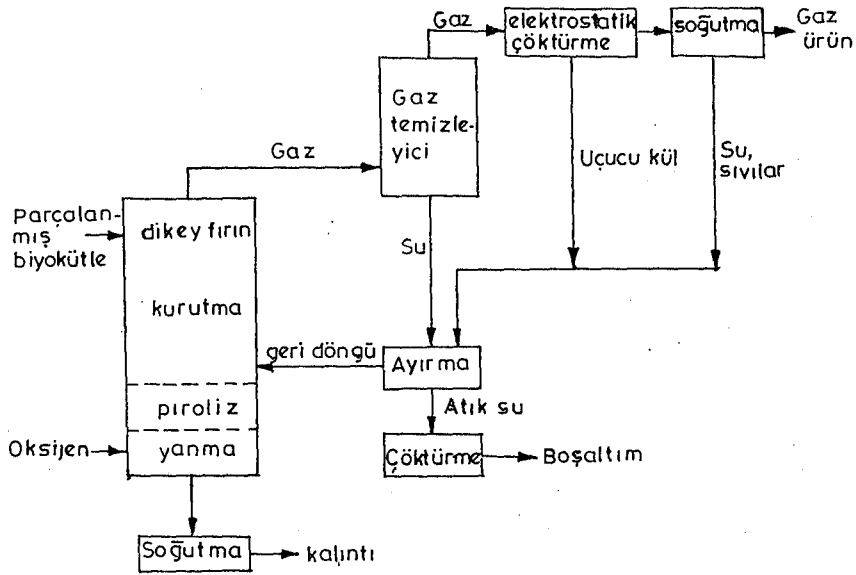 Gaz
elektrostatik
çöktürme
soğutma
Gaz
ürün
Gaz
temizle-
yici
Gaz
Uçucu kül
Su,
sıvılar
Parçalan-
mış
biyokütle
dikey fırın
Su
kurutma
geri döngü
Ayırma
piroliz
Atık su
Oksijen
yanma
Çöktürme
Boşaltım
Soğutma
kalıntı